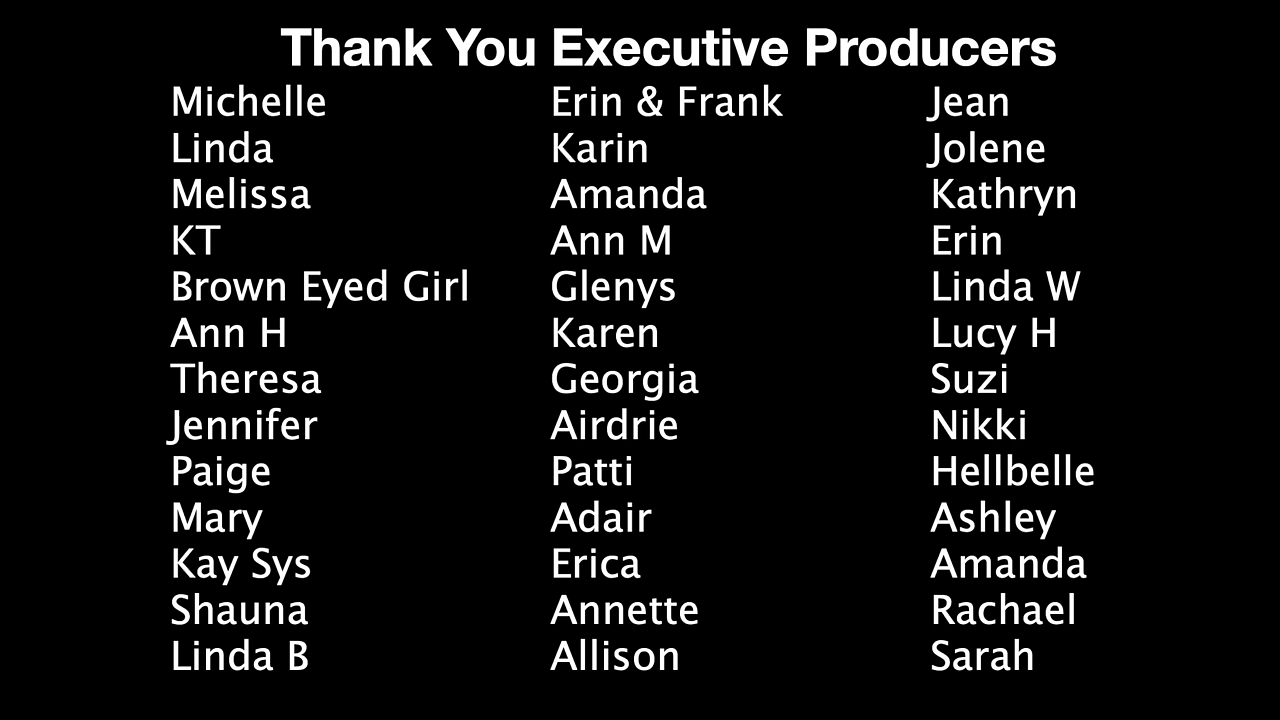 Thank You Executive Producers
Michelle
Linda
Melissa
KT
Brown Eyed Girl
Ann H
Theresa
Jennifer
Paige
Mary
Kay Sys
Shauna
Linda B
Erin & Frank
Karin
Amanda
Ann M
Glenys
Karen
Georgia
Airdrie
Patti
Adair
Erica
Annette
Allison
Jean
Jolene
Kathryn
Erin
Linda W
Lucy H
Suzi
Nikki
Hellbelle
Ashley
Amanda
Rachael
Sarah